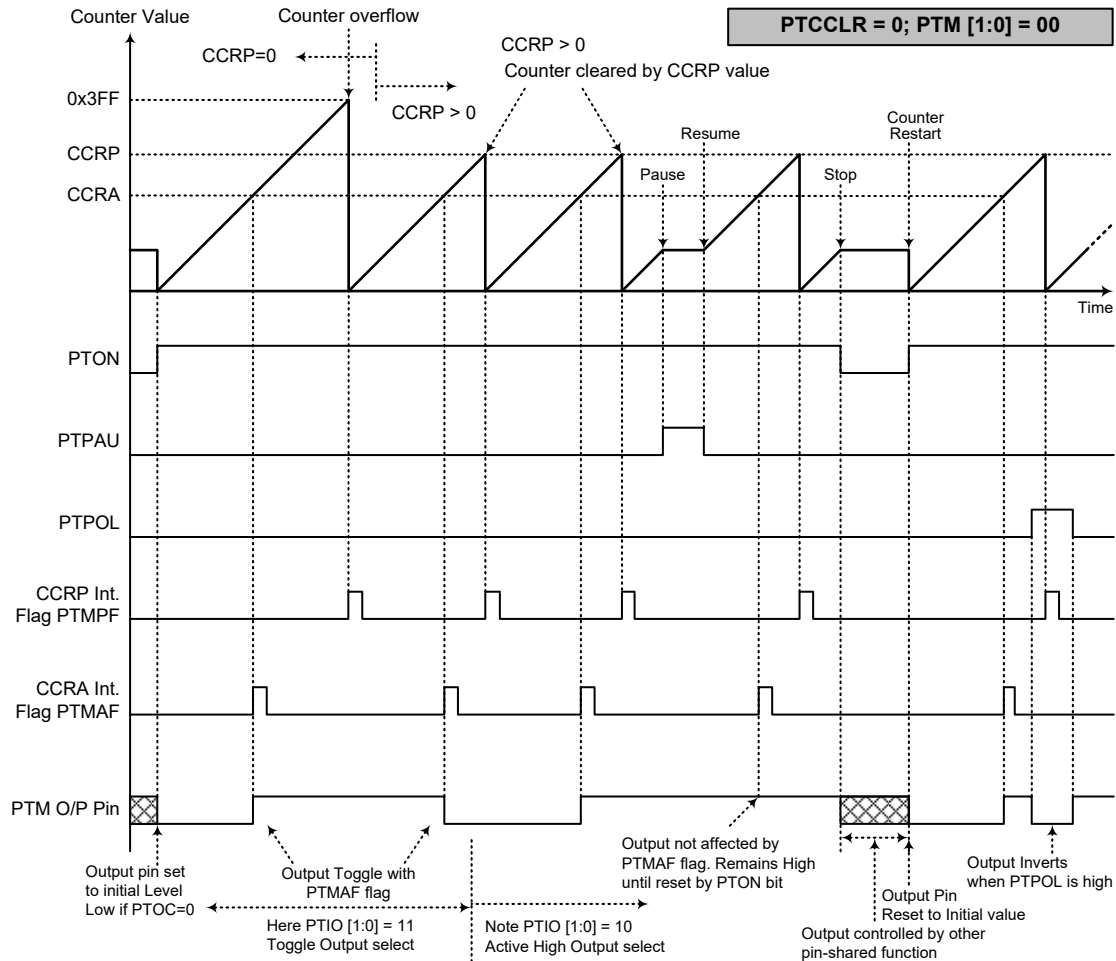 Counter Value
Counter overflow
PTCCLR = 0; PTM [1:0] = 00
CCRP=0
CCRP > 0
CCRP > 0
Counter cleared by CCRP value
0x3FF
CCRP
CCRA
Pause
Resume
Stop
Counter
Restart
Time
PTON
PTPAU
PTPOL
CCRP Int.
Flag PTMPF
CCRA Int.
Flag PTMAF
PTM O/P Pin
Output pin set
to initial Level
Low if PTOC=0
Output Toggle with
PTMAF flag
Here PTIO [1:0] = 11
Toggle Output select
Note PTIO [1:0] = 10
Active High Output select
Output not affected by
PTMAF flag. Remains High
until reset by PTON bit
Output Pin
Reset to Initial value
Output controlled by other
pin-shared function
Output Inverts
when PTPOL is high